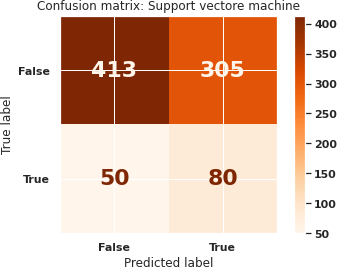 Confusion matrix: Support vectore machine
True label
False
413
305
True
50
80
False
True
Predicted label
400
350
300
250
200
150
100
50